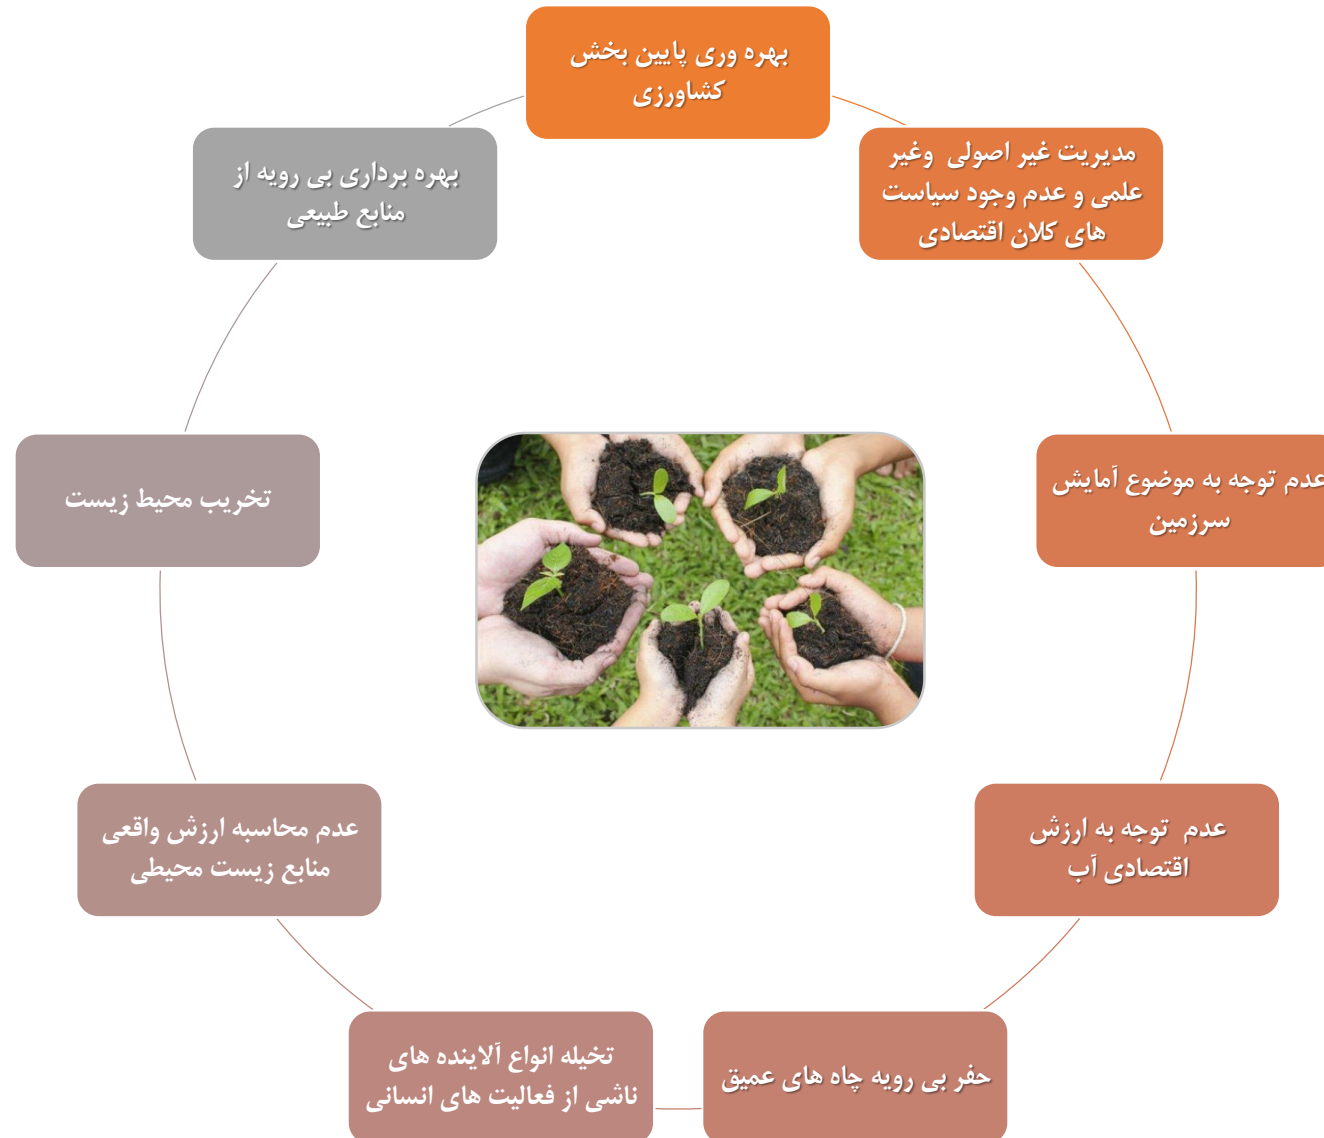 بهره وری پایین بخش
کشاورزی
مدیریت غیر اصولی وغیر
علمی و عدم وجود سیاست
های کلان اقتصادی
عدم توجه به موضوع آمایش
سرزمین
عدم توجه به ارزش
اقتصادی آب
حفر بی رویه چاه های عمیق
تخیله انواع آلاینده های
ناشی از فعالیت های انسانی
عدم محاسبه ارزش واقعی
منابع زیست محیطی
تخریب محیط زیست
بهره برداری بی رویه از
منابع طبیعی